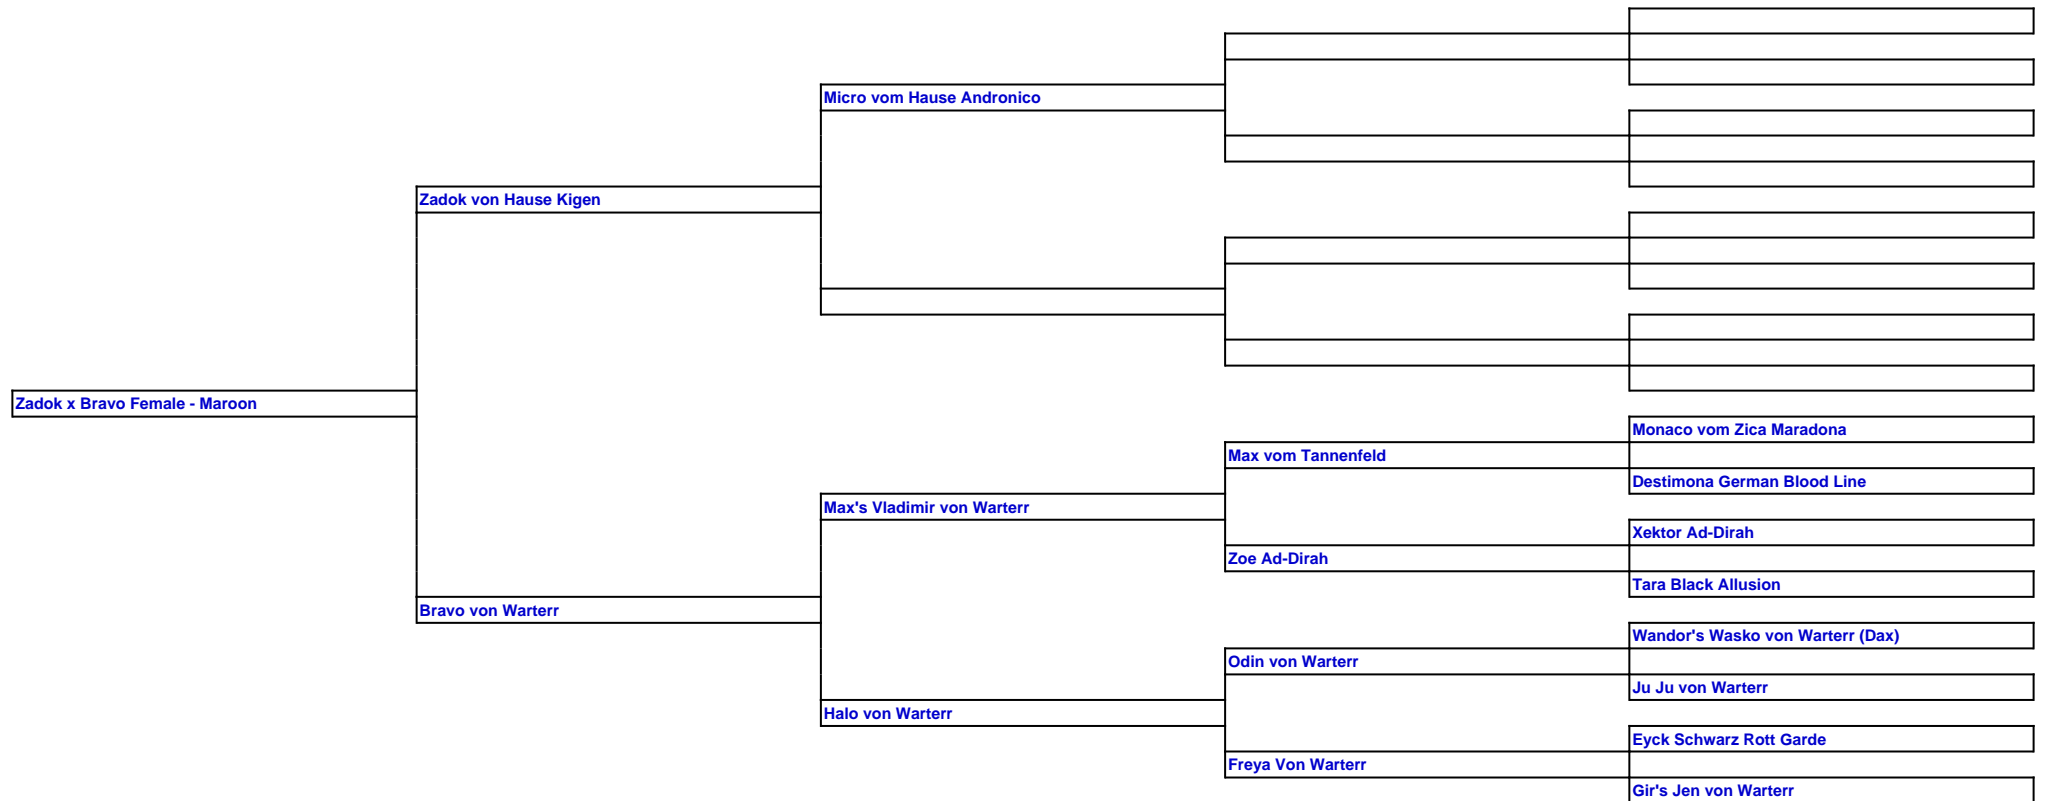 Micro vom Hause Andronico
Zadok von Hause Kigen
Zadok x Bravo Female - Maroon
Monaco vom Zica Maradona
Max vom Tannenfeld
Destimona German Blood Line
Max's Vladimir von Warterr
Xektor Ad-Dirah
Zoe Ad-Dirah
Tara Black Allusion
Bravo von Warterr
Wandor's Wasko von Warterr (Dax)
Odin von Warterr
Ju Ju von Warterr
Halo von Warterr
Eyck Schwarz Rott Garde
Freya Von Warterr
Gir's Jen von Warterr